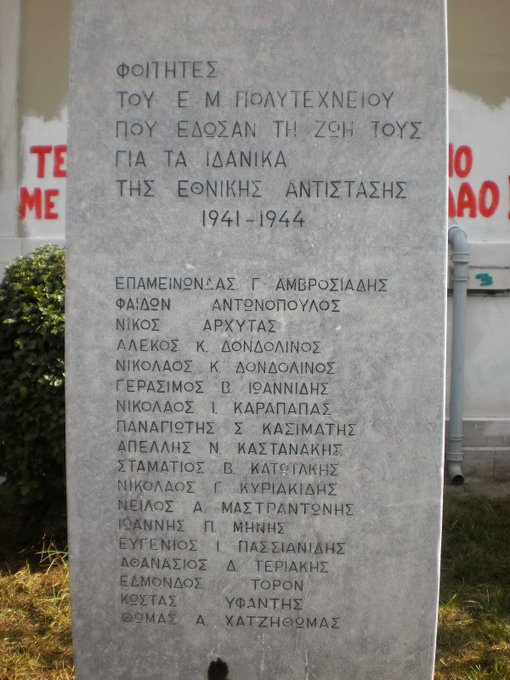 ΦΟΙΤΗΤΕΣ
ΤΟΥ Ε Μ ΠΟΛΥΤΕΧΝΕΙΟΥ
ΠΟΥ ΕΔΩΣΑΝ ΤΗ ΖΩΗ ΤΟΥΣ
ΓΙΑ ΤΑ ΙΔΑΝΙΚΑ
ΤΗΣ ΕΘΝΙΚΗΣ ΑΝΤΙΣΤΑΣΗΣ
1941-1944
ΕΠΑΜΕΙΝΩΝΔΑΣ Γ ΑΜΒΡΟΣΙΑΔΗΣ
ΦΑΙΔΩΝ ΑΝΤΩΝΟΠΟΥΛΟΣ
ΝΙΚΟΣ ΑΡΧΥΤΑΣ
ΑΛΕΚΟΣ Κ. ΔΟΝΔΟΛΙΝΟΣ
ΝΙΚΟΛΑΟΣ Κ ΔΟΝΔΟΛΙΝΟΣ
ΓΕΡΑΣΙΜΟΣ Β. ΙΩΑΝΝΙΔΗΣ
ΝΙΚΟΛΑΟΣ Ι. ΚΑΡΑΠΑΠΑΣ
ΠΑΝΑΓΙΩΤΗΣ Σ ΚΑΣΙΜΑΤΗΣ
ΑΠΕΛΛΗΣ Ν. ΚΑΣΤΑΝΑΚΗΣ
ΣΤΑΜΑΤΙΟΣ Β.
ΝΙΚΟΛΑΟΣ Γ. ΚΥΡΙΑΚΙΔΗΣ
ΝΕΙΛΟΣ Α. ΜΑΣΤΡΑΝΤΩΝΗΣ
ΙΩΑΝΝΗΣ Π. ΜΗΝΗΣ
ΕΥΓΕΝΙΟΣ Ι. ΠΑΣΣΙΑΝΙΔΗΣ
ΑΘΑΝΑΣΙΟΣ Δ. ΤΕΡΙΑΚΗΣ
ΕΔΜΟΝΔΟΣ ΤΟΡΟΝ
ΚΩΣΤΑΣ ΥΦΑΝΤΗΣ
ΘΩΜΑΣ Α. ΧΑΤΖΗΘΩΜΑΣ